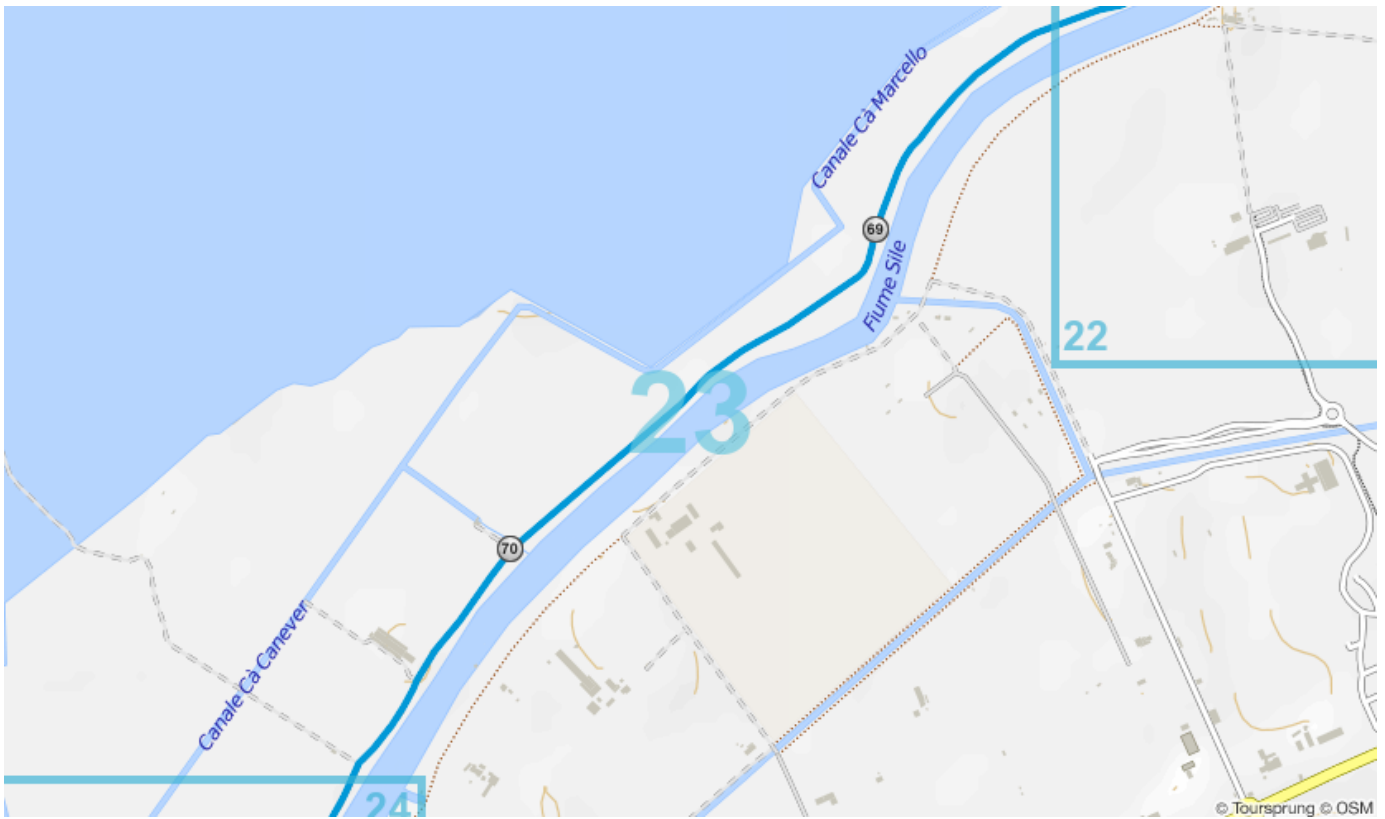 Canale Cà Marcello
69
Fiume Sile
22
23
70
Canale Cà Canever
24
© Toursprung © OSM